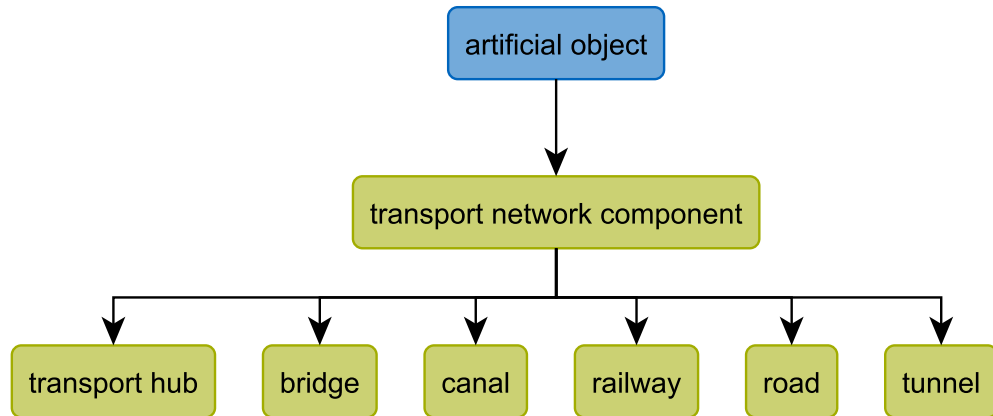 artificial object
transport network component
transport hub
bridge
canal
railway
road
tunnel